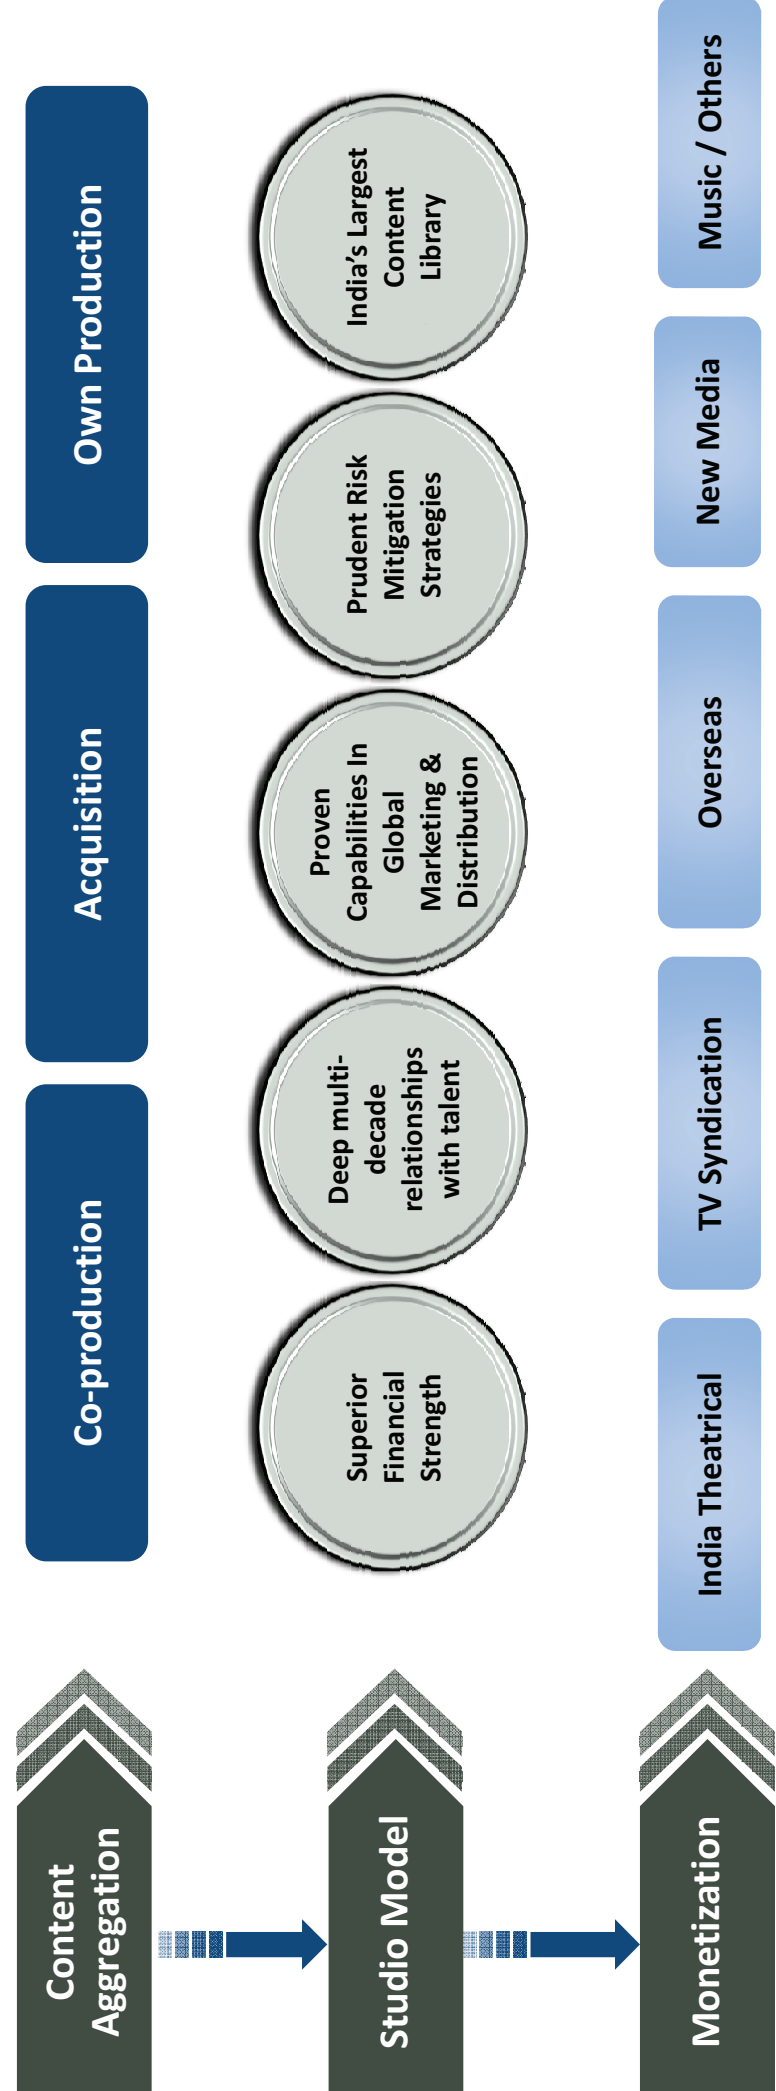 Content
Aggregation
Co-production
Acquisition
Own Production
Studio Model
Superior
Financial
Strength
Deep multi-
decade
relationships
with talent
Proven
Capabilities In
Global
Marketing &
Distribution
Prudent Risk
Mitigation
Strategies
India’s Largest
Content
Library
Monetization
India Theatrical
TV Syndication
Overseas
New Media
Music / Others